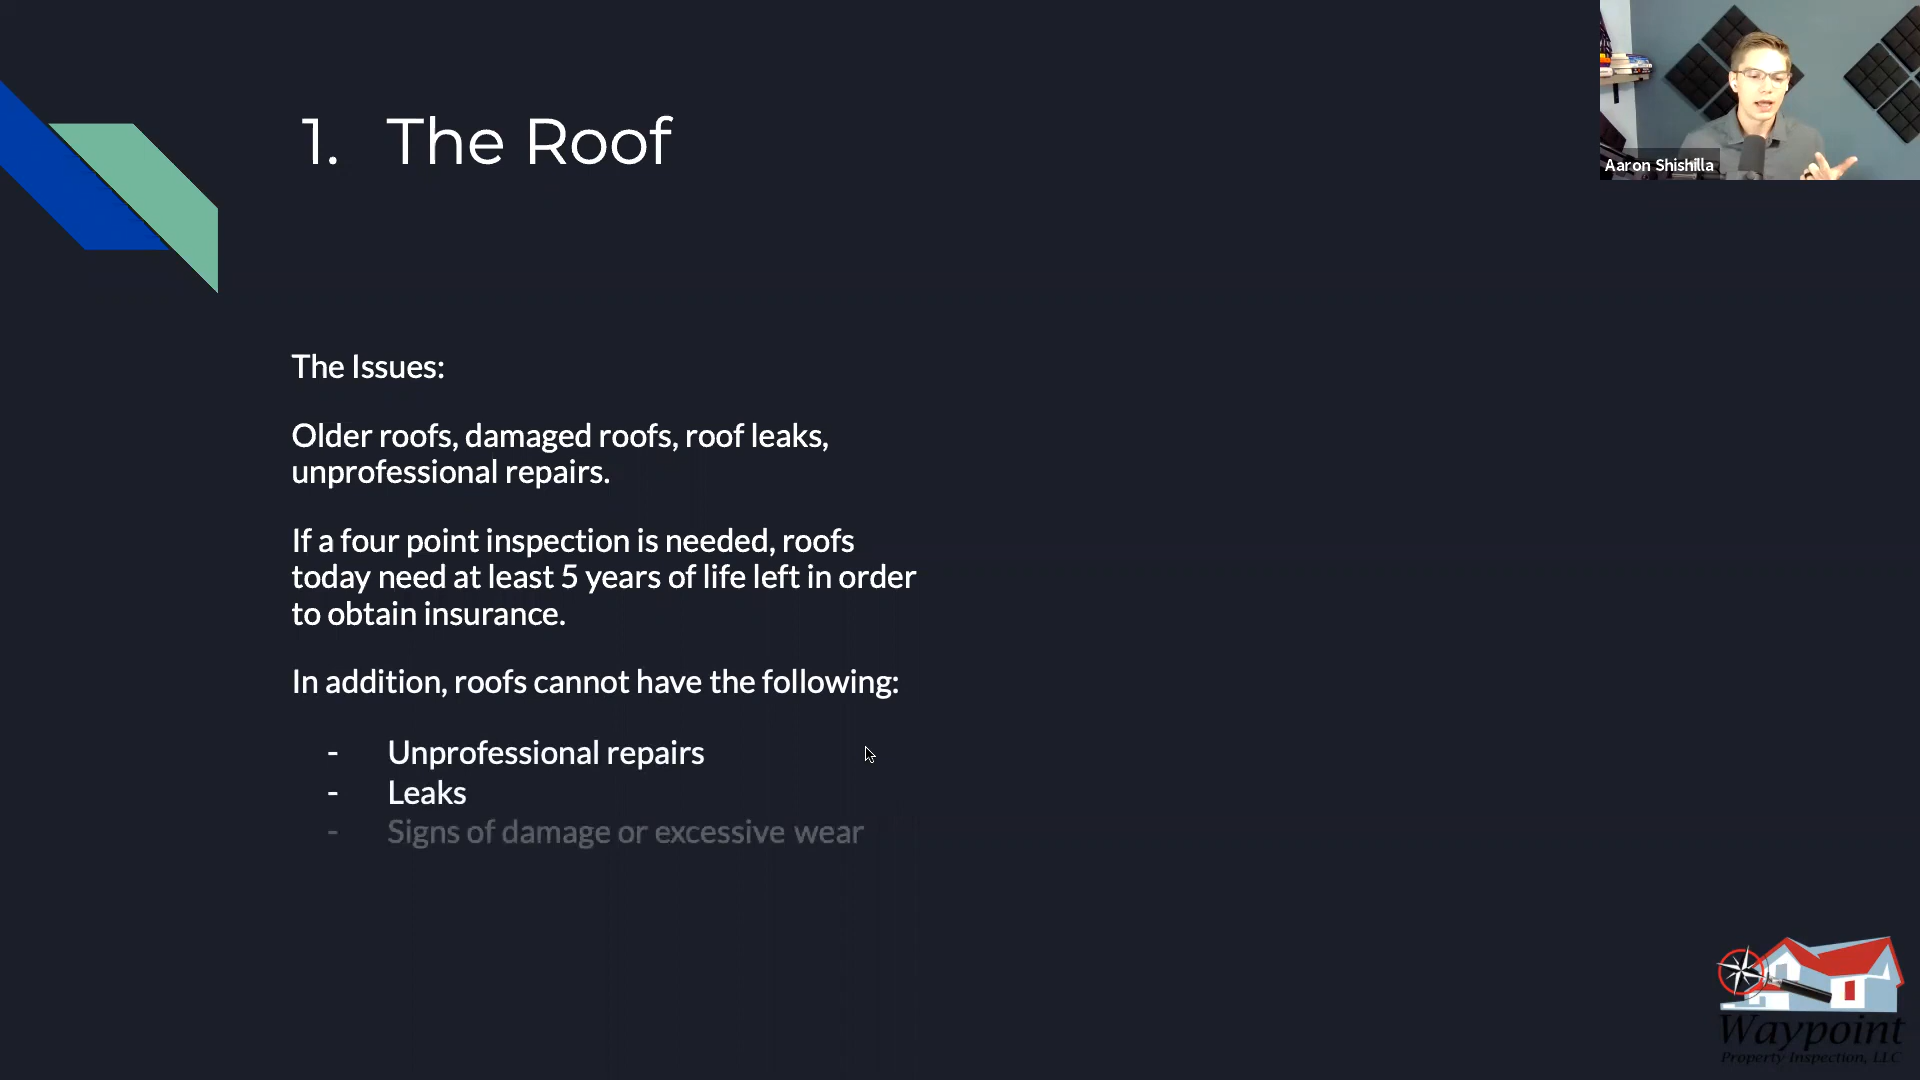 1. The Roof
Aaron Shishilla
The Issues:
Older roofs, damaged roofs, roof leaks,
unprofessional repairs.
If a four point inspection is needed, roofs
today need at least 5 years of life left in order
to obtain insurance.
In addition, roofs cannot have the following:
- Unprofessional repairs
- Leaks
- Signs of damage or excessive wear
Waypoint
Property Inspection, LLC